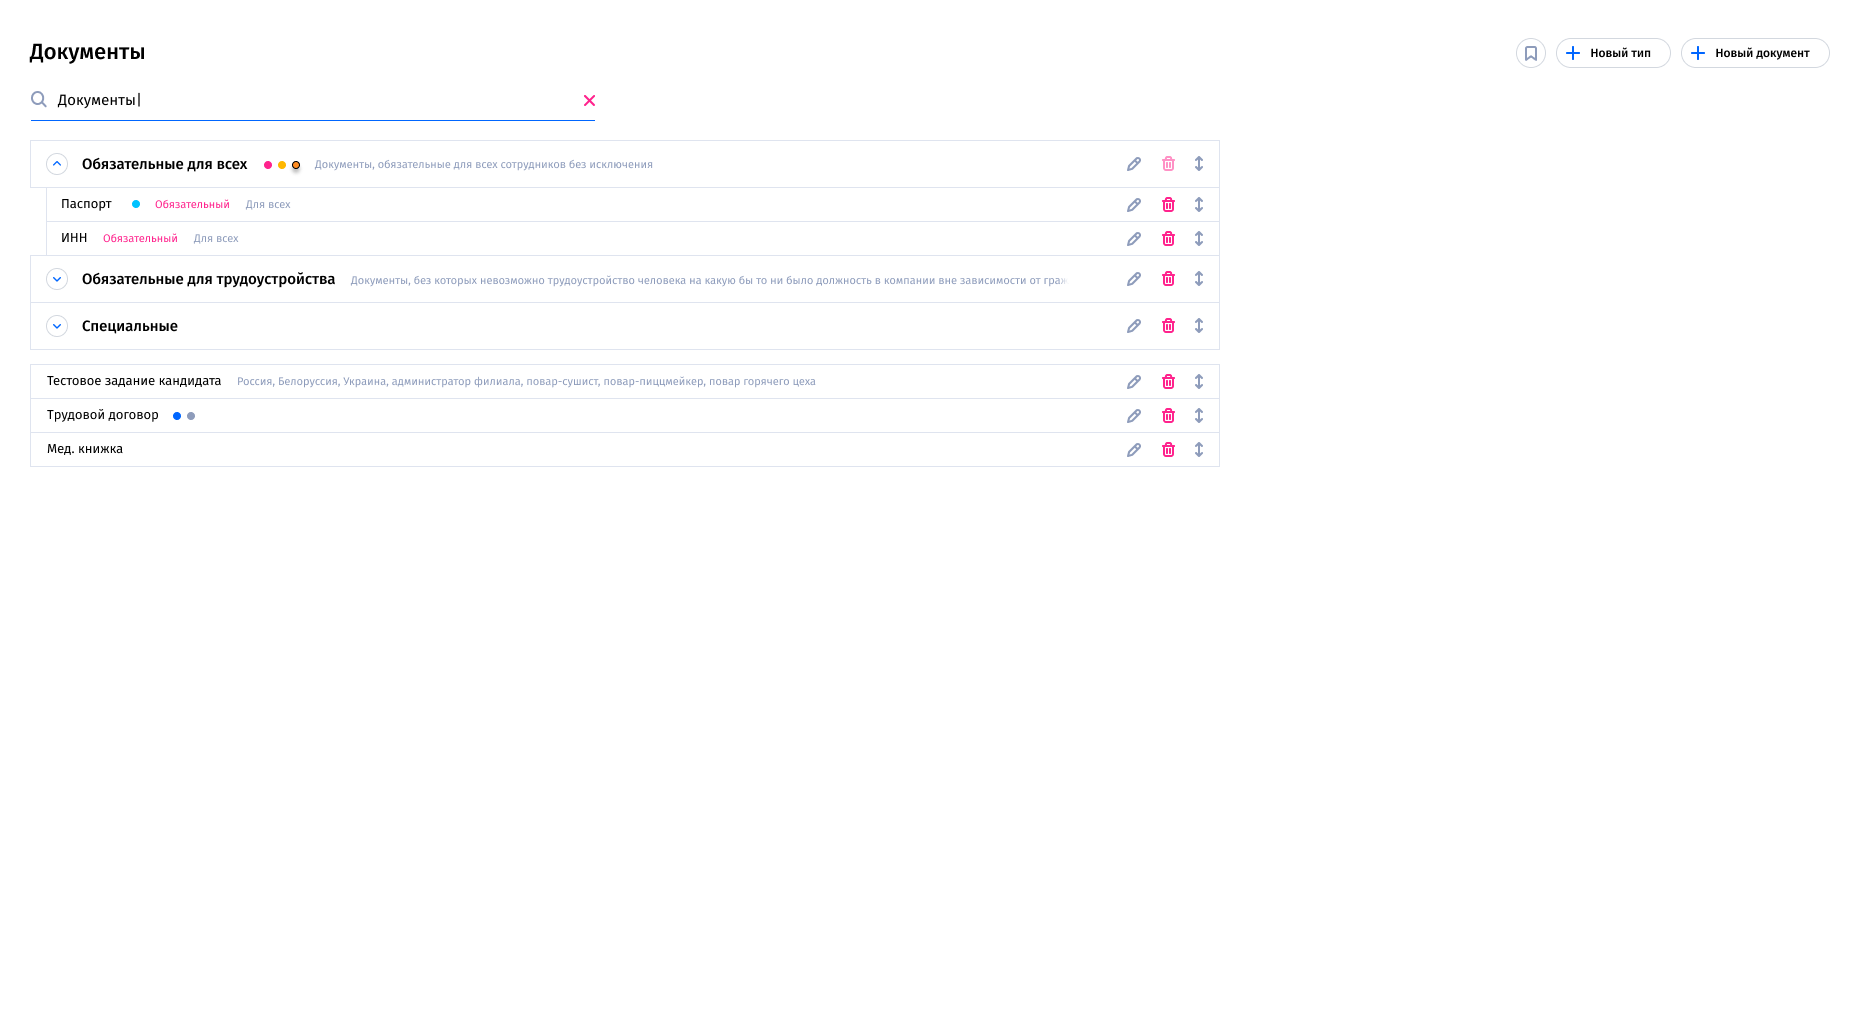 Документы
Новый тип
Новый документ
Документы
Обязательные для всех Документы, обязательные для всех сотрудников без исключения
Паспорт Обязательный Для всех
ИНН Обязательный Для всех
Обязательные для трудоустройства Документы, без которых невозможно трудоустройство человека на какую бы то ни было должность в компании вне зависимости от
Специальные
Тестовое задание кандидата Россия, Белоруссия, Украина, администратор филиала, повар-сушист, повар-пиццмейкер, повар горячего цеха
Трудовой договор
Мед. книжка